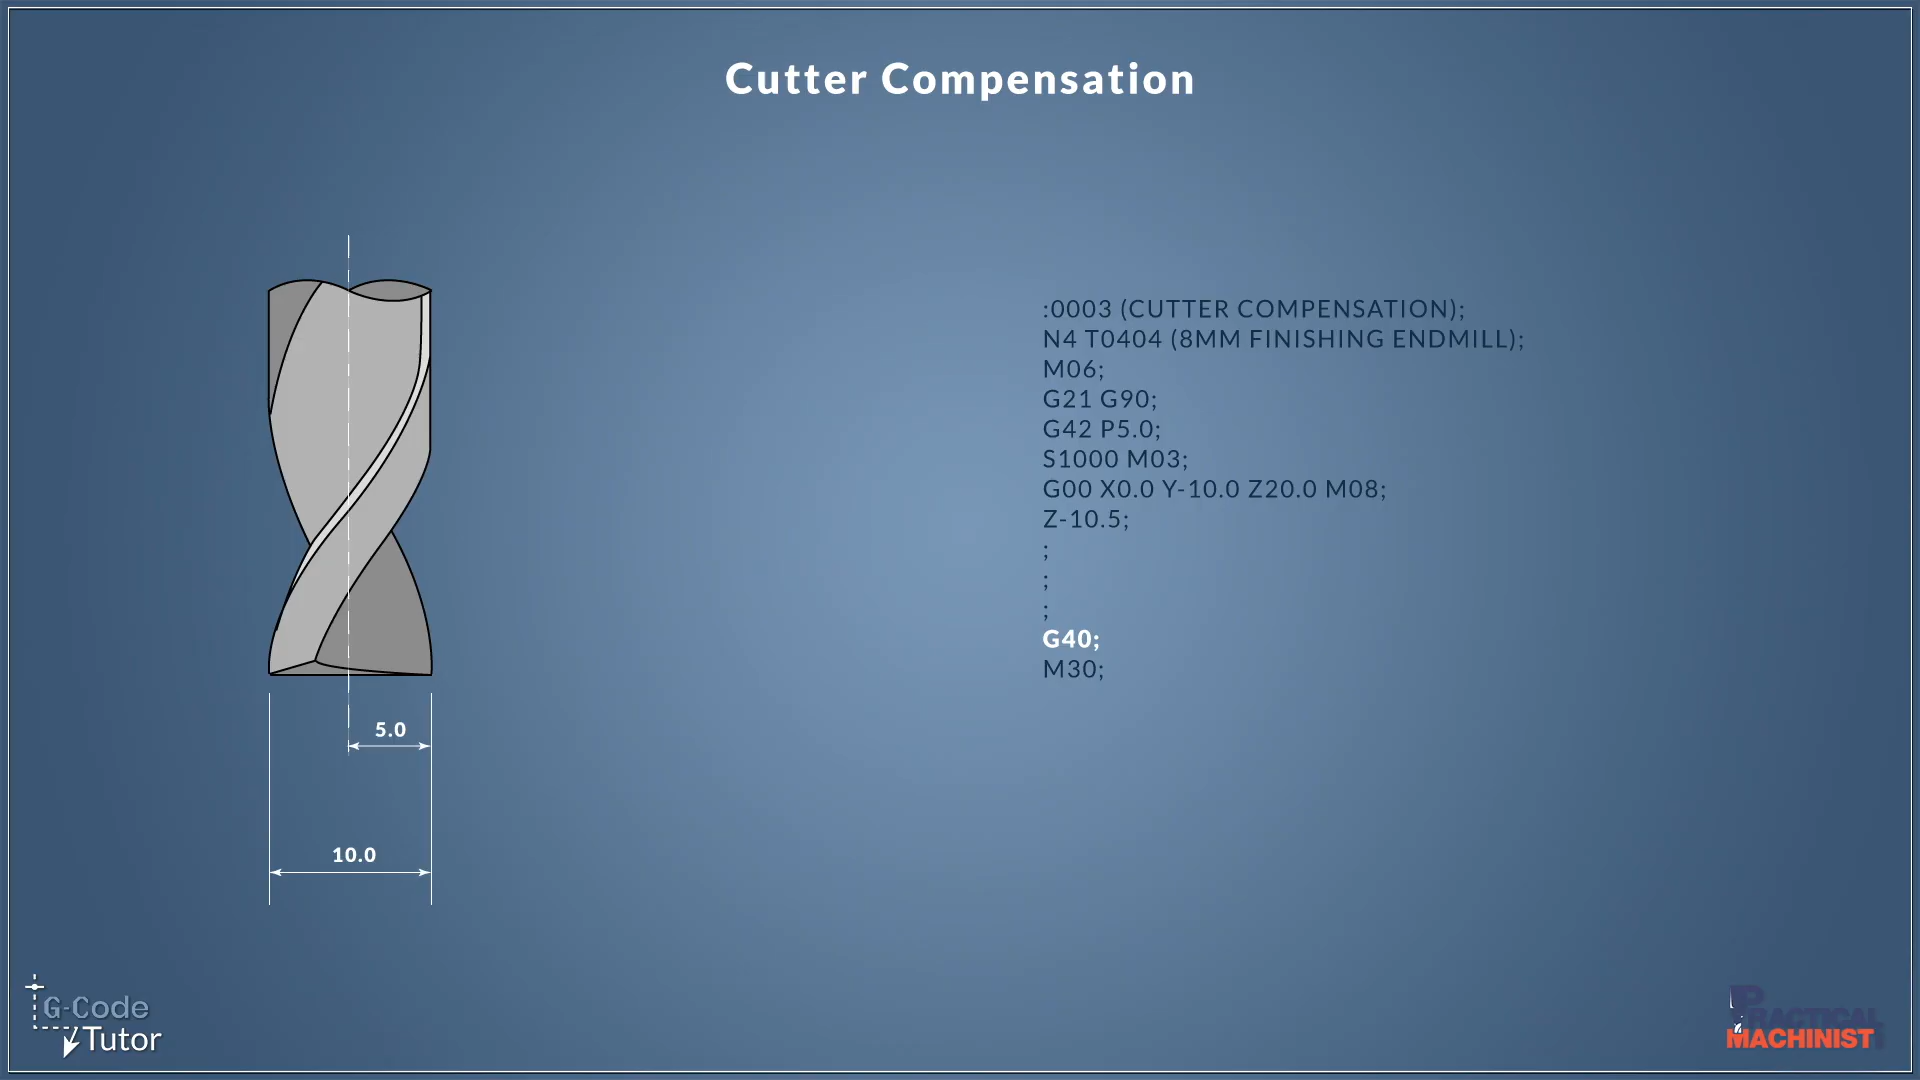 Cutter Compensation
:0003 (CUTTER COMPENSATION);
N4 T0404 (8MM FINISHING ENDMILL);
M06;
G21 G90;
G42 P5.0;
S1000 M03;
G00 X0.0 Y-10.0 Z20.0 M08;
Z-10.5;
;
;
;
G40;
M30;
5.0
10.0
G-Code
Tutor
PRACTICAL
MACHINIST